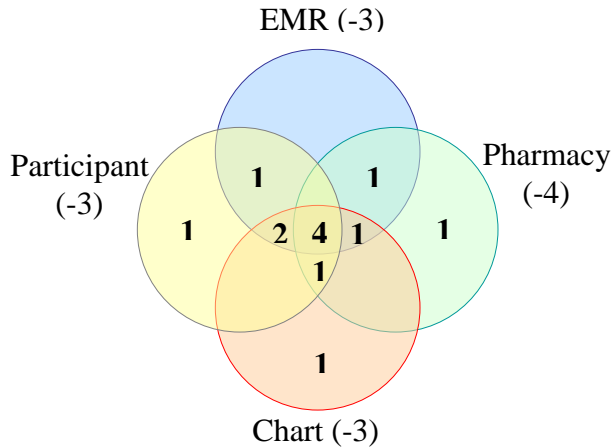 EMR (-3)
Participant
(-3)
Pharmacy
(-4)
1
1
1
1
2
4
1
1
1
Chart (-3)